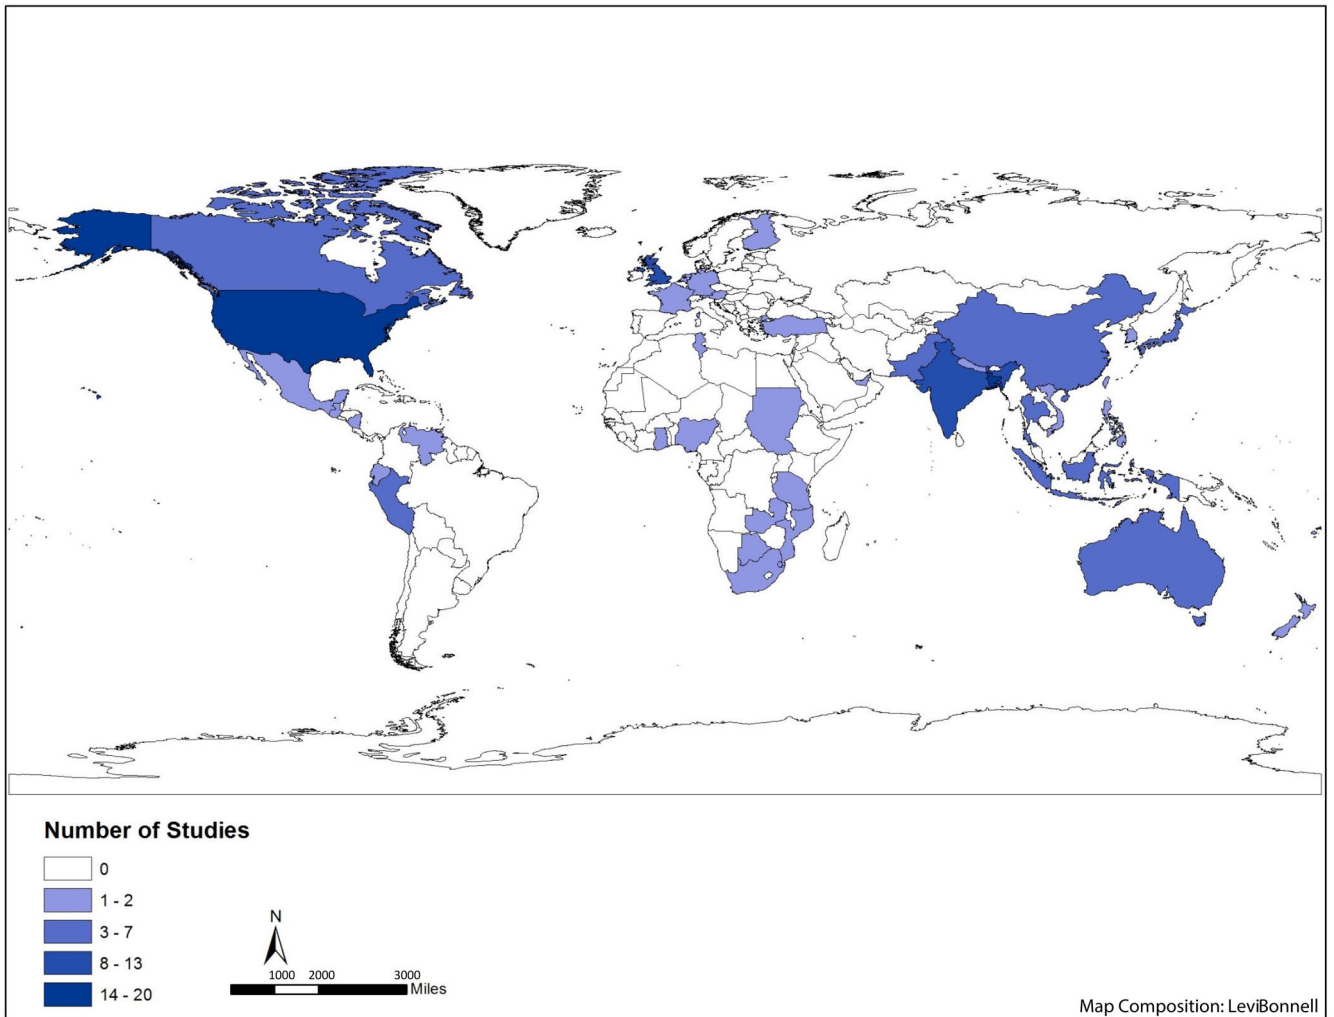 Number of Studies
0
1 - 2
3 - 7
8 - 13
14 - 20
N
1000 2000 3000
Miles
Map Composition: LeviBonnell